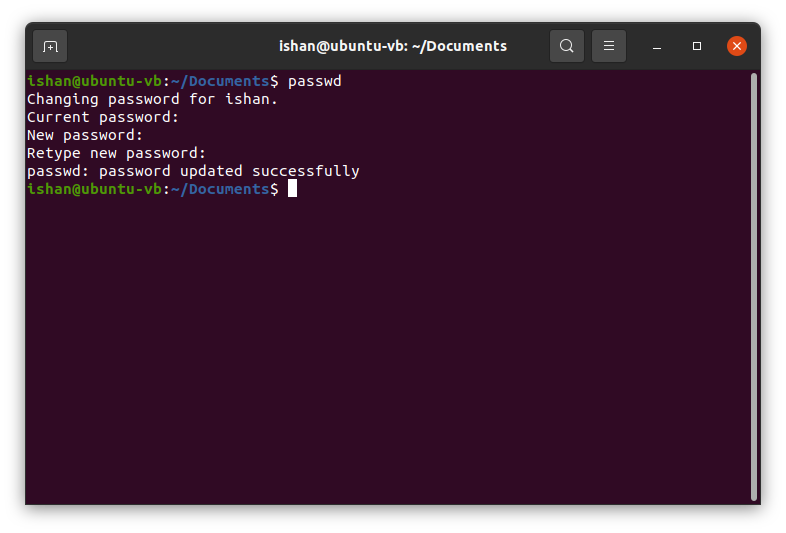 ishan@ubuntu-vb: ~/Documents
ishan@ubuntu-vb:~/Documents$ passwd
Changing password for ishan.
Current password:
New password:
Retype new password:
passwd: password updated successfully
ishan@ubuntu-vb:~/Documents$